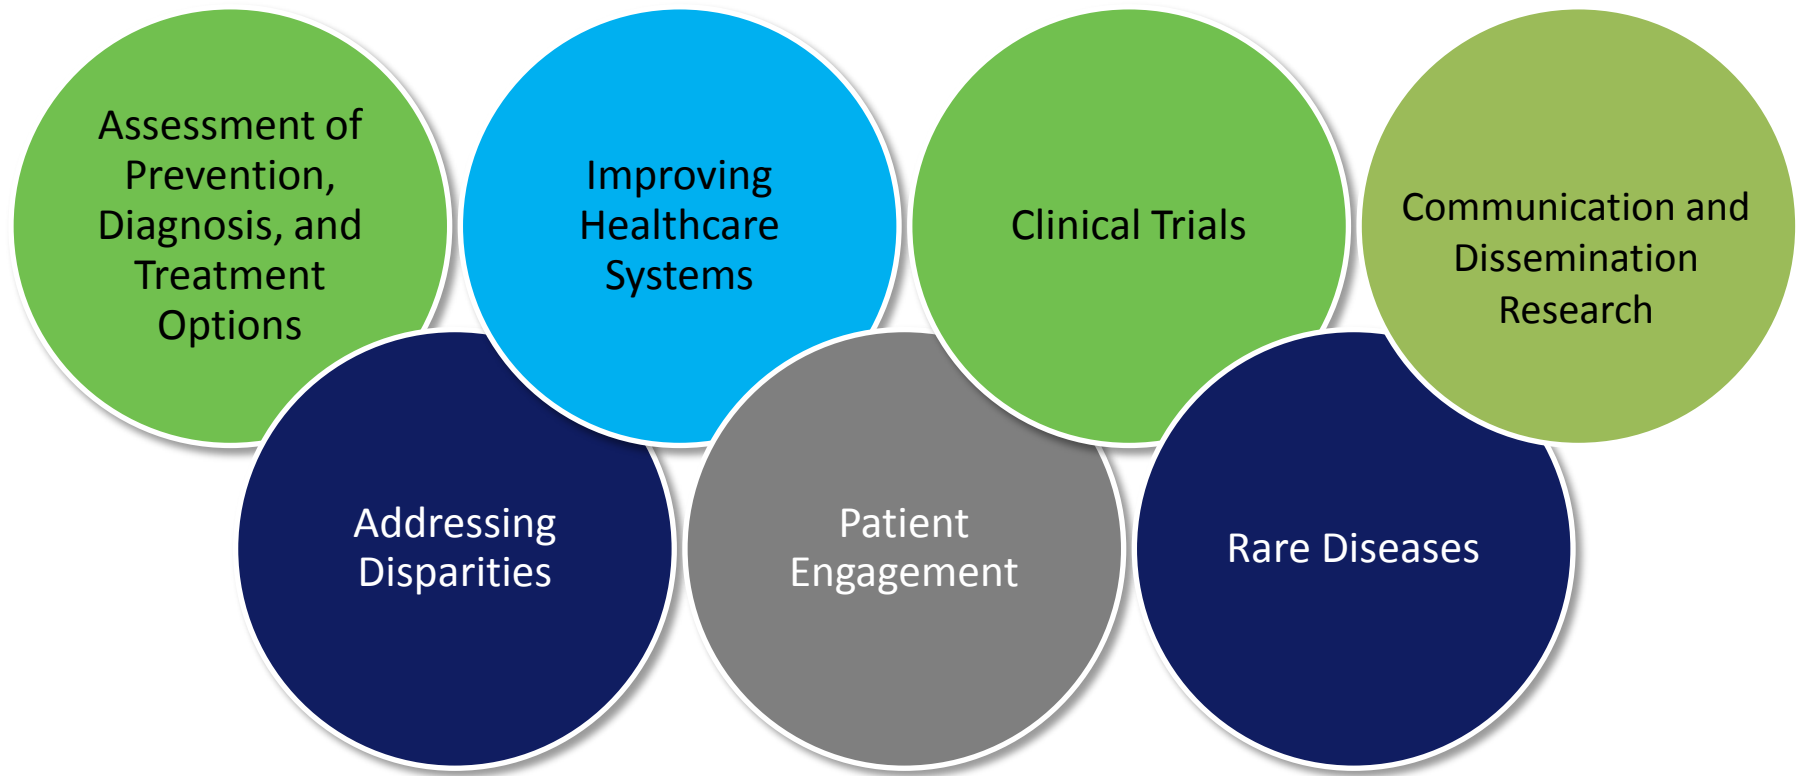 Assessment of
Prevention,
Diagnosis, and
Treatment
Options
Improving
Healthcare
Systems
Clinical Trials
Communication and
Dissemination
Research
Addressing
Disparities
Patient
Engagement
Rare Diseases